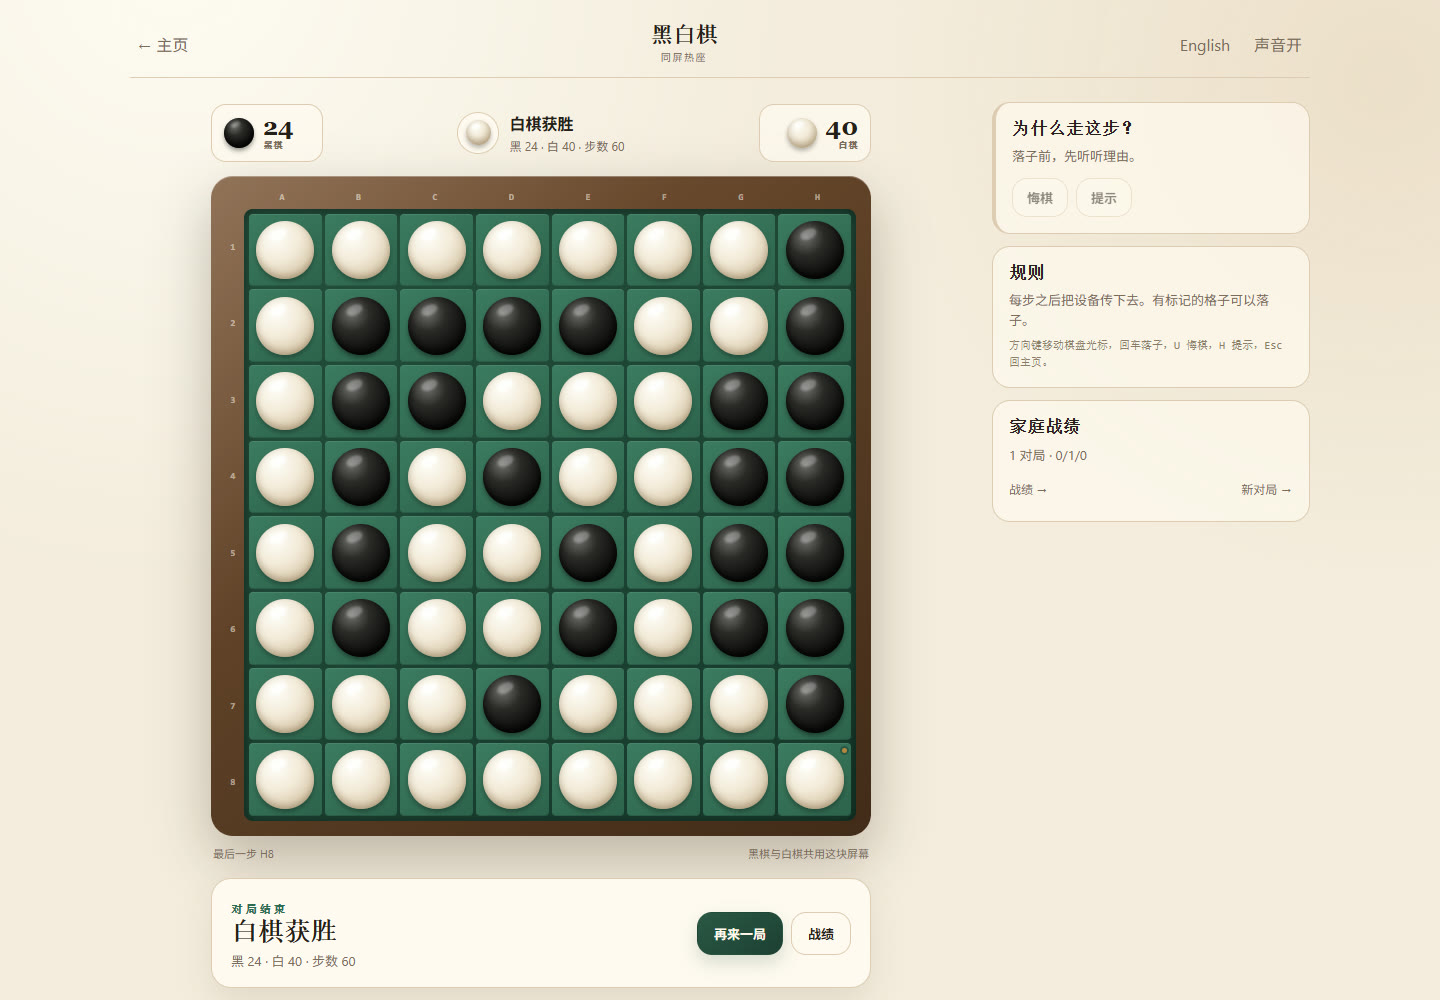 ← 主页
黑白棋
同屏热座
English
声音开
24
黑棋
白棋获胜
黑 24 · 白 40 · 步数 60
40
白棋
A B C D E F G H
1
2
3
4
5
6
7
8
最后一步 H8
黑棋与白棋共用这块屏幕
对局结束
白棋获胜
黑 24 · 白 40 · 步数 60
再来一局
战绩
为什么走这步？
落子前，先听听理由。
悔棋
提示
规则
每步之后把设备传下去。有标记的格子可以落
子。
方向键移动棋盘光标，回车落子，U 悔棋，H 提示，Esc
回主页。
家庭战绩
1 对局 · 0/1/0
战绩 →
新对局 →